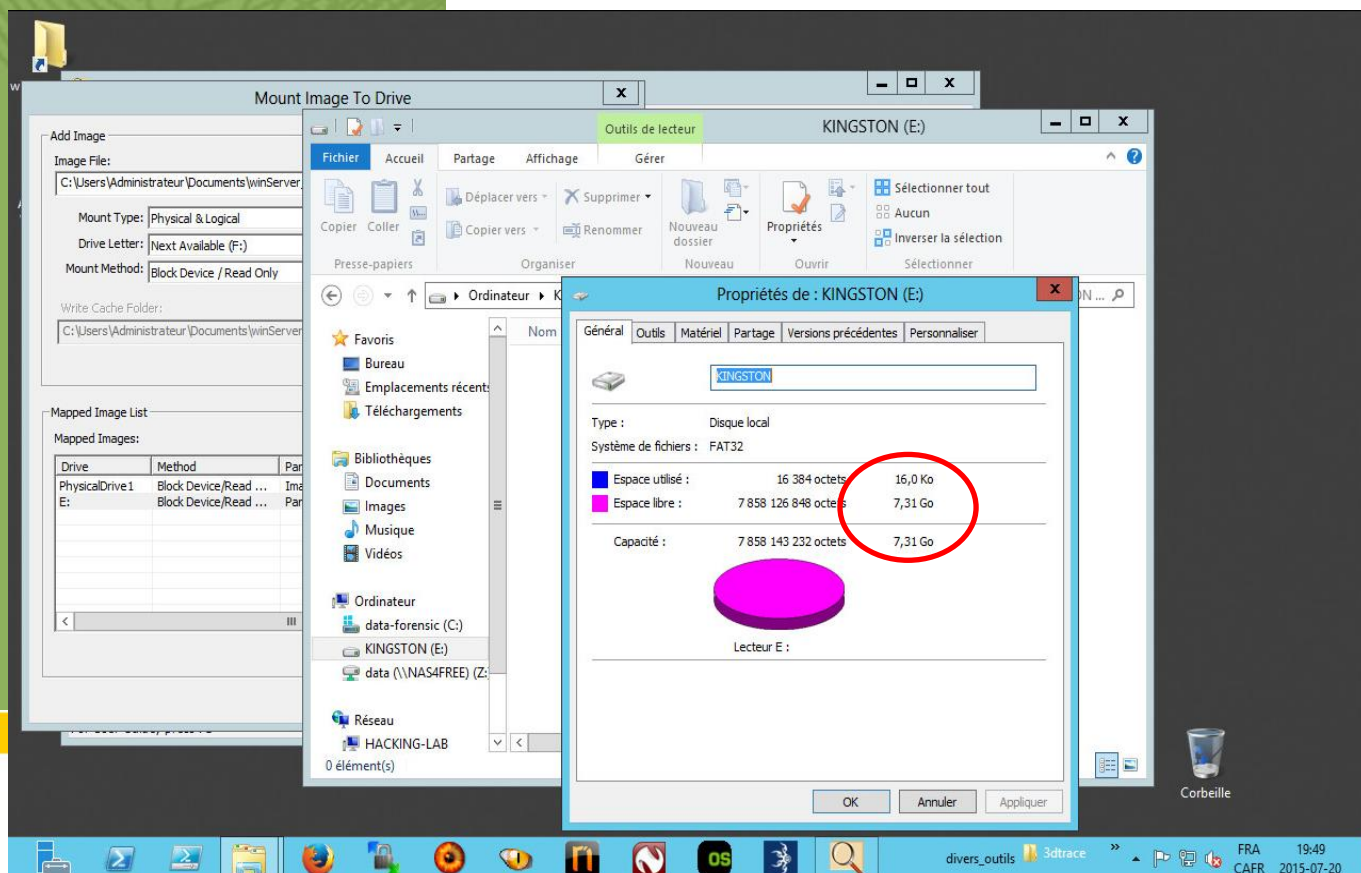 Mount Image To Drive
x
Add Image
Image File:
C:\Users\Administrateur\Documents\winServer
Mount Type: Physical & Logical
Drive Letter: Next Available (F:)
Mount Method: Block Device / Read Only
Write Cache Folder:
C:\Users\Administrateur\Documents\winServer
Mapped Image List
Mapped Images:
Drive Method Par
PhysicalDrive1 Block Device/Read ... Ima
E: Block Device/Read ... Par
Outils de lecteur
KINGSTON (E:)
Fichier Accueil Partage Affichage Gérer
Copier Coller
Déplacer vers
Copier vers
Supprimer
Renommer
Nouveau dossier
Propriétés
Sélectionner tout
Aucun
Inverser la sélection
Presse-papiers Organiser Nouveau Ouvrir Sélectionner
Ordinateur K
Nom
Favoris
Bureau
Emplacements récents
Téléchargements
Bibliothèques
Documents
Images
Musique
Vidéos
Ordinateur
data-forensic (C:)
KINGSTON (E:)
data (\\NAS4FREE) (Z:
Réseau
HACKING-LAB
0 élément(s)
Propriétés de : KINGSTON (E:)
Général Outils Matériel Partage Versions précédentes Personnaliser
KINGSTON
Type : Disque local
Système de fichiers : FAT32
Espace utilisé : 16 384 octets 16,0 Ko
Espace libre : 7 858 126 848 octets 7,31 Go
Capacité : 7 858 143 232 octets 7,31 Go
Lecteur E :
OK Annuler Appliquer
Corbeille
os
divers_outils 3dtrace
FRA 19:49
CAFR 2015-07-20